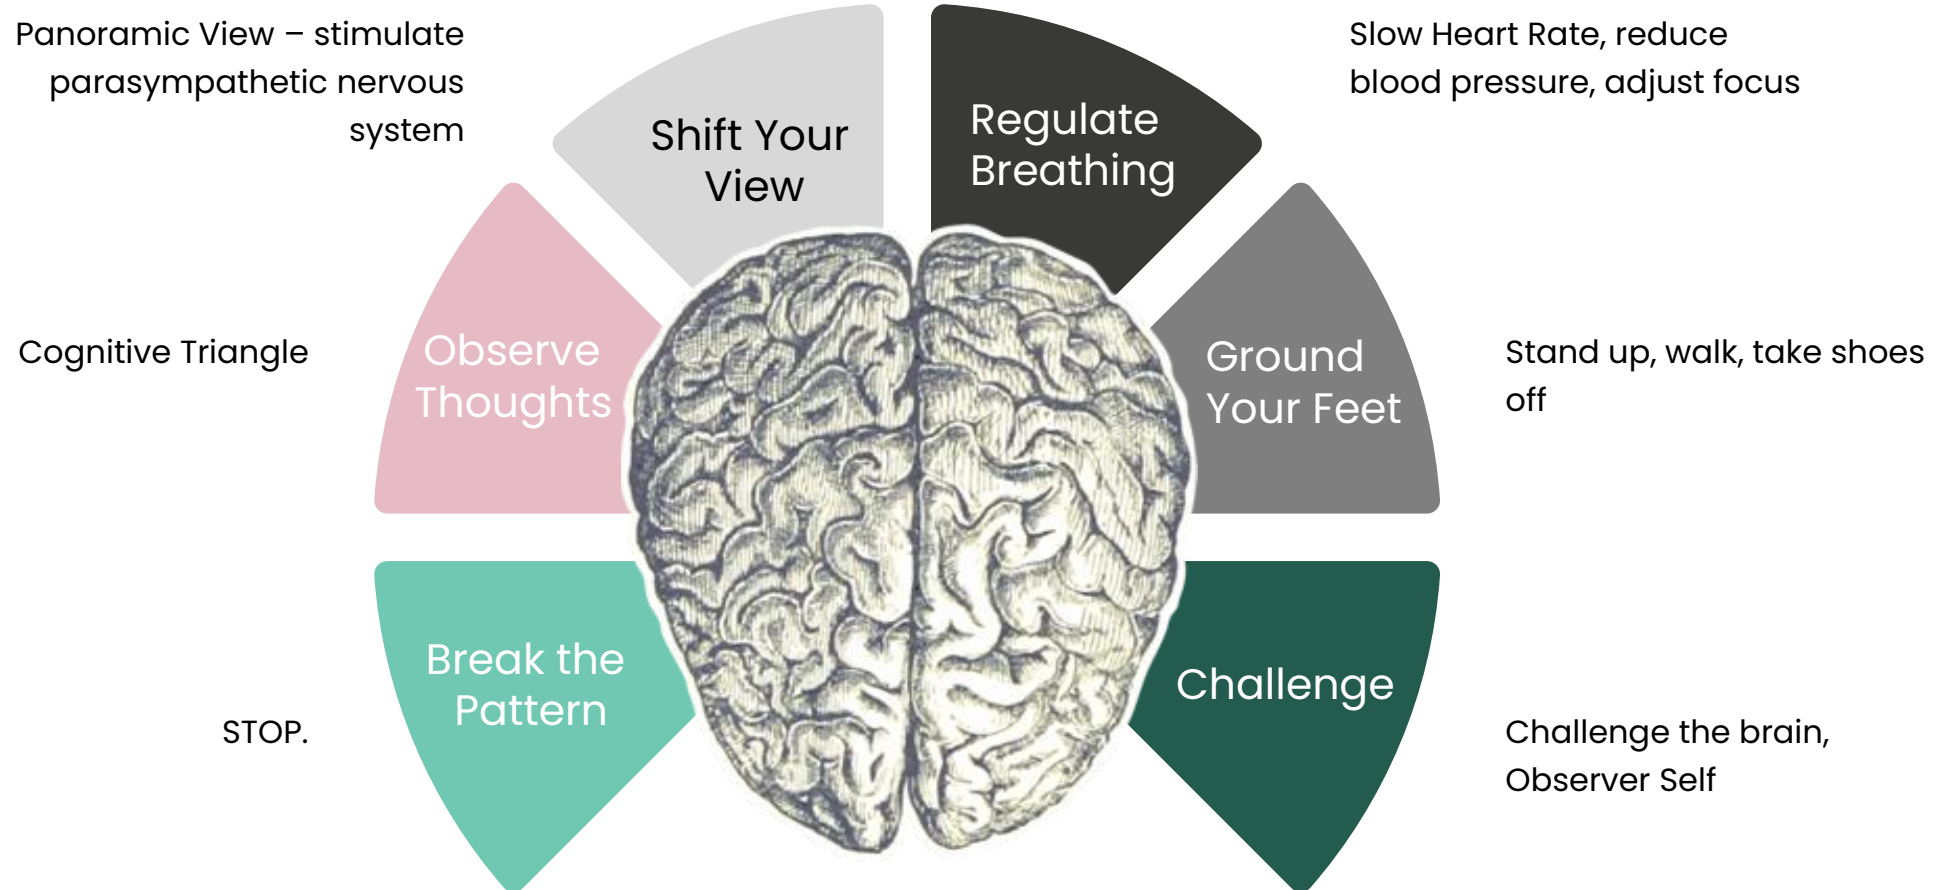 Panoramic View – stimulate
parasympathetic nervous
system
Shift Your
View
Regulate
Breathing
Slow Heart Rate, reduce
blood pressure, adjust focus
Cognitive Triangle
Observe
Thoughts
Ground
Your Feet
Stand up, walk, take shoes
off
STOP.
Break the
Pattern
Challenge
Challenge the brain,
Observer Self